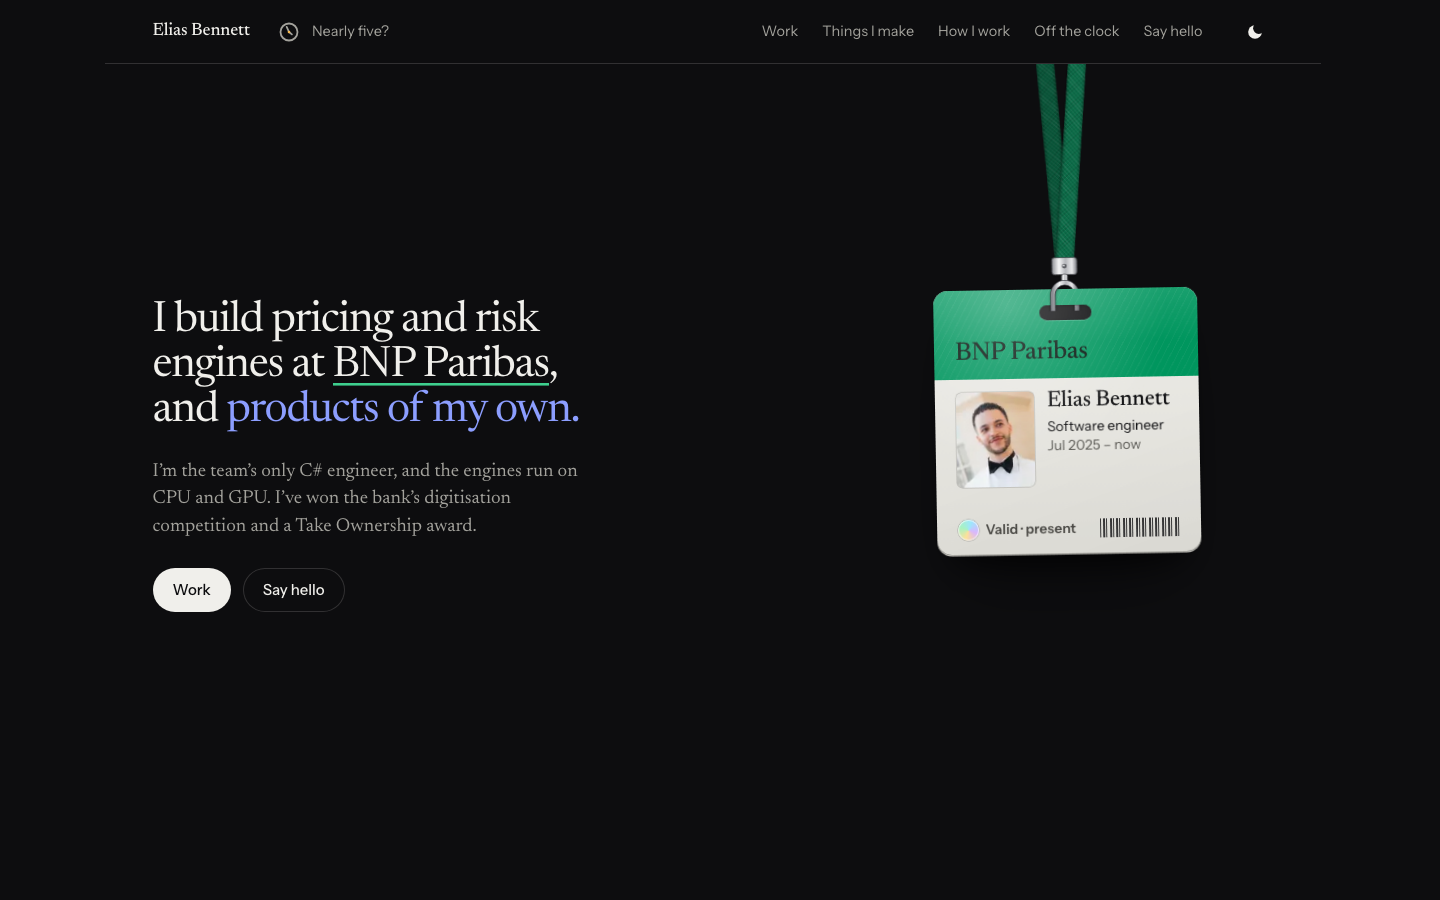 Elias Bennett
Nearly five?
Work
Things I make
How I work
Off the clock
Say hello
I build pricing and risk
engines at BNP Paribas,
and products of my own.
I’m the team’s only C# engineer, and the engines run on
CPU and GPU. I’ve won the bank’s digitisation
competition and a Take Ownership award.
Work
Say hello
BNP Paribas
Elias Bennett
Software engineer
Jul 2025 – now
Valid · present